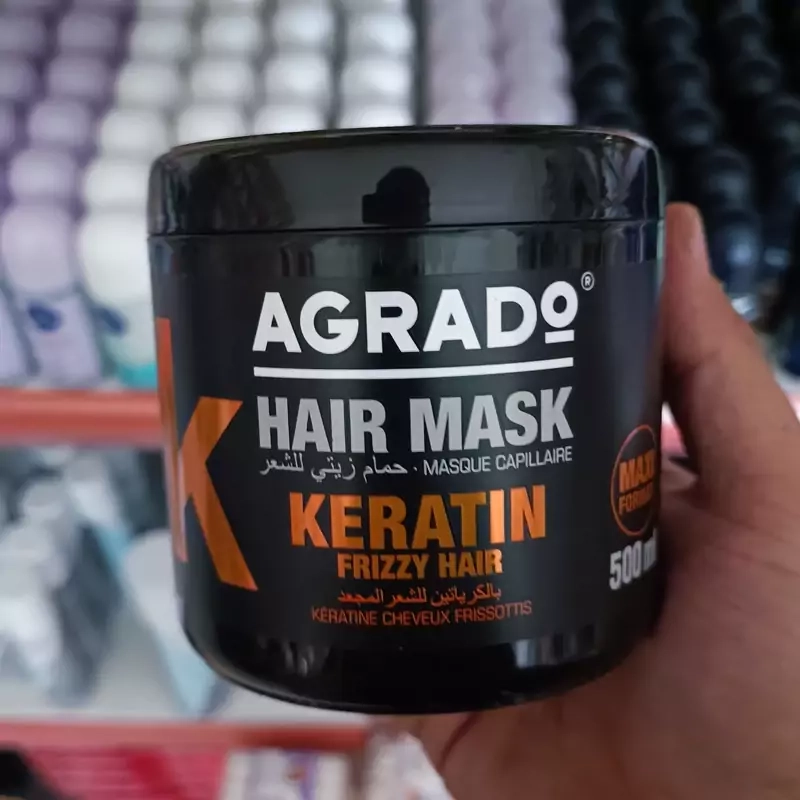 AGRADO®
HAIR MASK
حمام زيتي للشعر · MASQUE CAPILLAIRE
K
KERATIN
FRIZZY HAIR
بالكرياتين للشعر المجعد
KÉRATINE CHEVEUX FRISSOTTIS
MAXI
FORMAT
500 ml